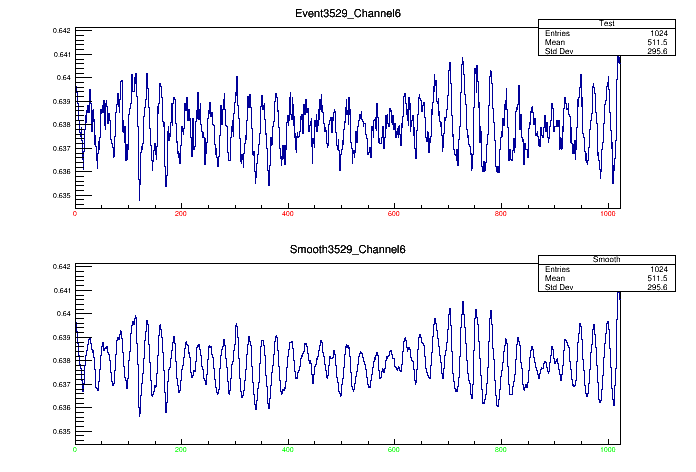 Event3529_Channel6
Test
Entries 1024
Mean 511.5
Std Dev 295.6
0.642
0.641
0.64
0.639
0.638
0.637
0.636
0.635
0 200 400 600 800 1000
Smooth3529_Channel6
Smooth
Entries 1024
Mean 511.5
Std Dev 295.6
0.642
0.641
0.64
0.639
0.638
0.637
0.636
0.635
0 200 400 600 800 1000